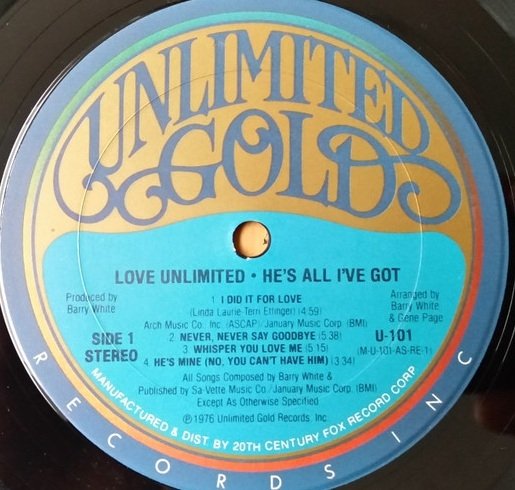 UNLIMITED
GOLD
LOVE UNLIMITED • HE'S ALL I'VE GOT
Produced by
Barry White
Arranged by
Barry White
& Gene Page
SIDE 1
STEREO
U-101
(M-U-101-AS-RE-1)
1. I DID IT FOR LOVE
(Linda Laurie-Terri Ettinger) (4:59)
Arch Music Co. Inc. (ASCAP)/January Music Corp. (BMI)
2. NEVER, NEVER SAY GOODBYE (5:38)
3. WHISPER YOU LOVE ME (5:15)
4. HE'S MINE (NO, YOU CAN'T HAVE HIM) (3:34)
All Songs Composed by Barry White &
Published by Sa-Vette Music Co./January Music Corp. (BMI)
Except As Otherwise Specified
℗1976 Unlimited Gold Records, Inc.
MANUFACTURED & DIST. BY 20TH CENTURY FOX RECORD CORP
RECORDS INC